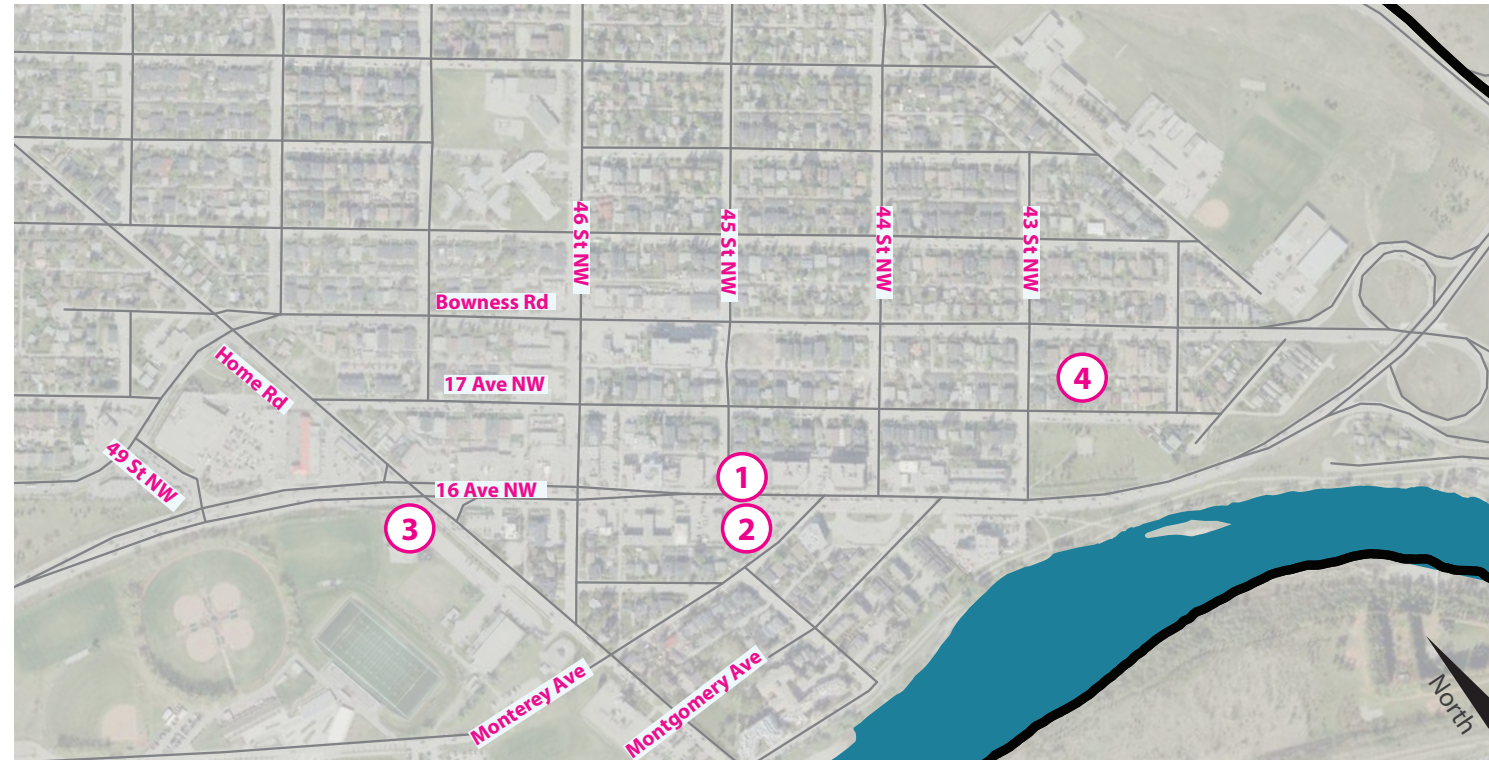 46 St NW
45 St NW
44 St NW
43 St NW
Bowness Rd
Home Rd
17 Ave NW
4
49 St NW
1
16 Ave NW
3
2
Monterey Ave
Montgomery Ave
North